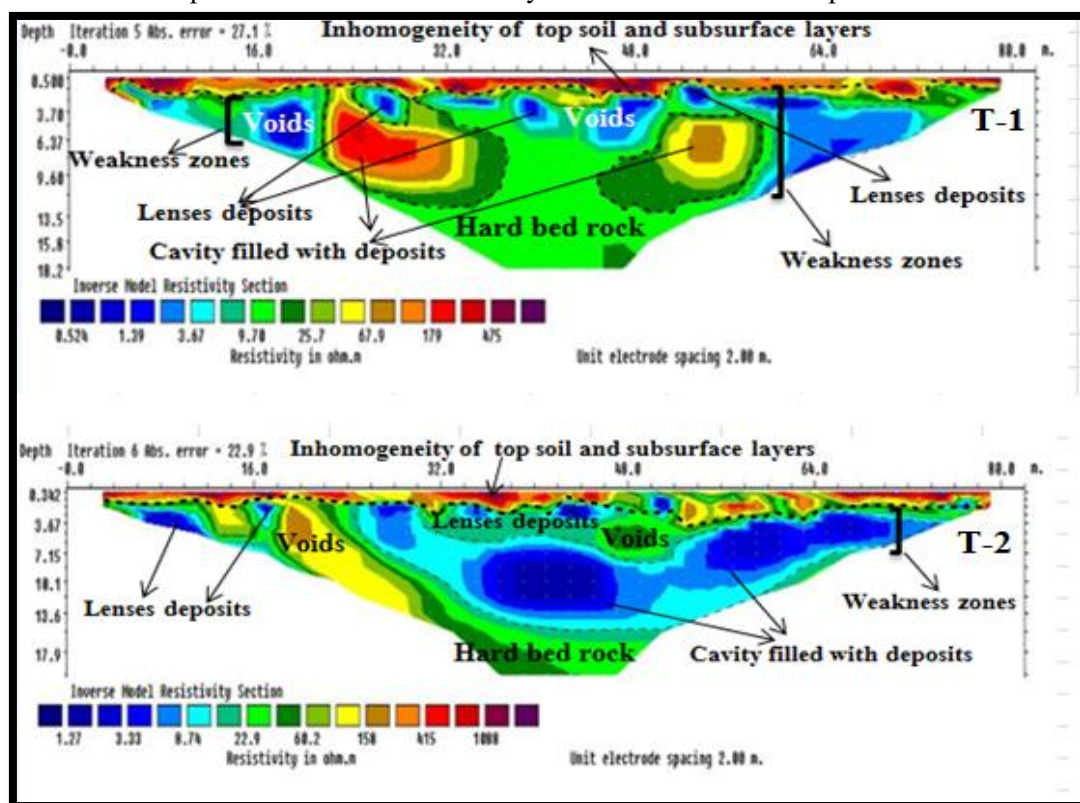 Depth Iteration 5 Abs. error = 27.1 %
Inhomogeneity of top soil and subsurface layers
-0.0 16.0 32.0 48.0 64.0 80.0 m.
0.500
3.70
6.37
9.60
13.5
15.8
18.2
Voids
Voids
T-1
Weakness zones
Lenses deposits
Lenses deposits
Cavity filled with deposits
Hard bed rock
Weakness zones
Inverse Model Resistivity Section
0.524 1.39 3.67 9.70 25.7 67.9 179 475
Resistivity in ohm.m
Unit electrode spacing 2.00 m.
Depth Iteration 6 Abs. error = 22.9 %
Inhomogeneity of top soil and subsurface layers
-0.0 16.0 32.0 48.0 64.0 80.0 m.
0.342
3.67
7.15
10.1
13.6
17.9
Lenses deposits
Voids
Voids
T-2
Lenses deposits
Weakness zones
Hard bed rock
Cavity filled with deposits
Inverse Model Resistivity Section
1.27 3.33 8.74 22.9 60.2 158 415 1088
Resistivity in ohm.m
Unit electrode spacing 2.00 m.